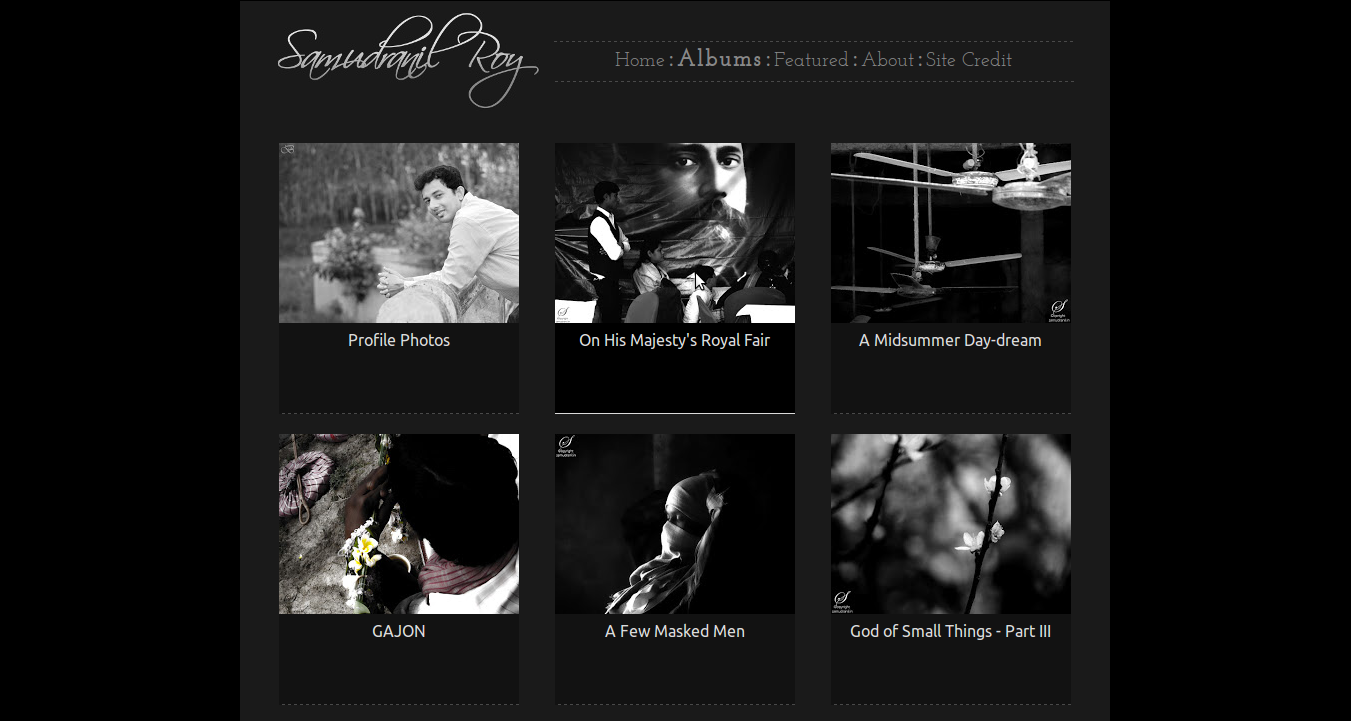 Samudranil Roy
Home : Albums : Featured : About : Site Credit
Profile Photos
On His Majesty's Royal Fair
A Midsummer Day-dream
GAJON
A Few Masked Men
God of Small Things - Part III